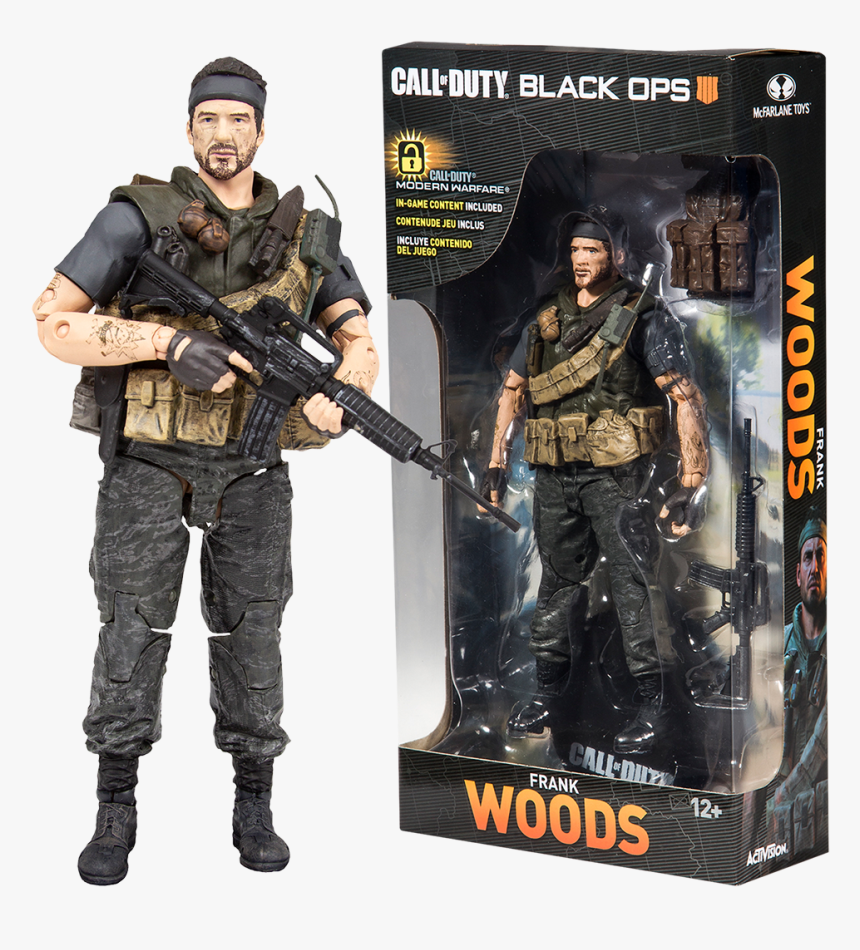 CALL OF DUTY® BLACK OPS IIII
McFARLANE TOYS™
CALL OF DUTY®
MODERN WARFARE®
IN-GAME CONTENT INCLUDED
CONTENUDE JEU INCLUS
INCLUYE CONTENIDO
DEL JUEGO
FRANK
WOODS
CALL OF DUTY
FRANK
WOODS
12+
ACTIVISION.